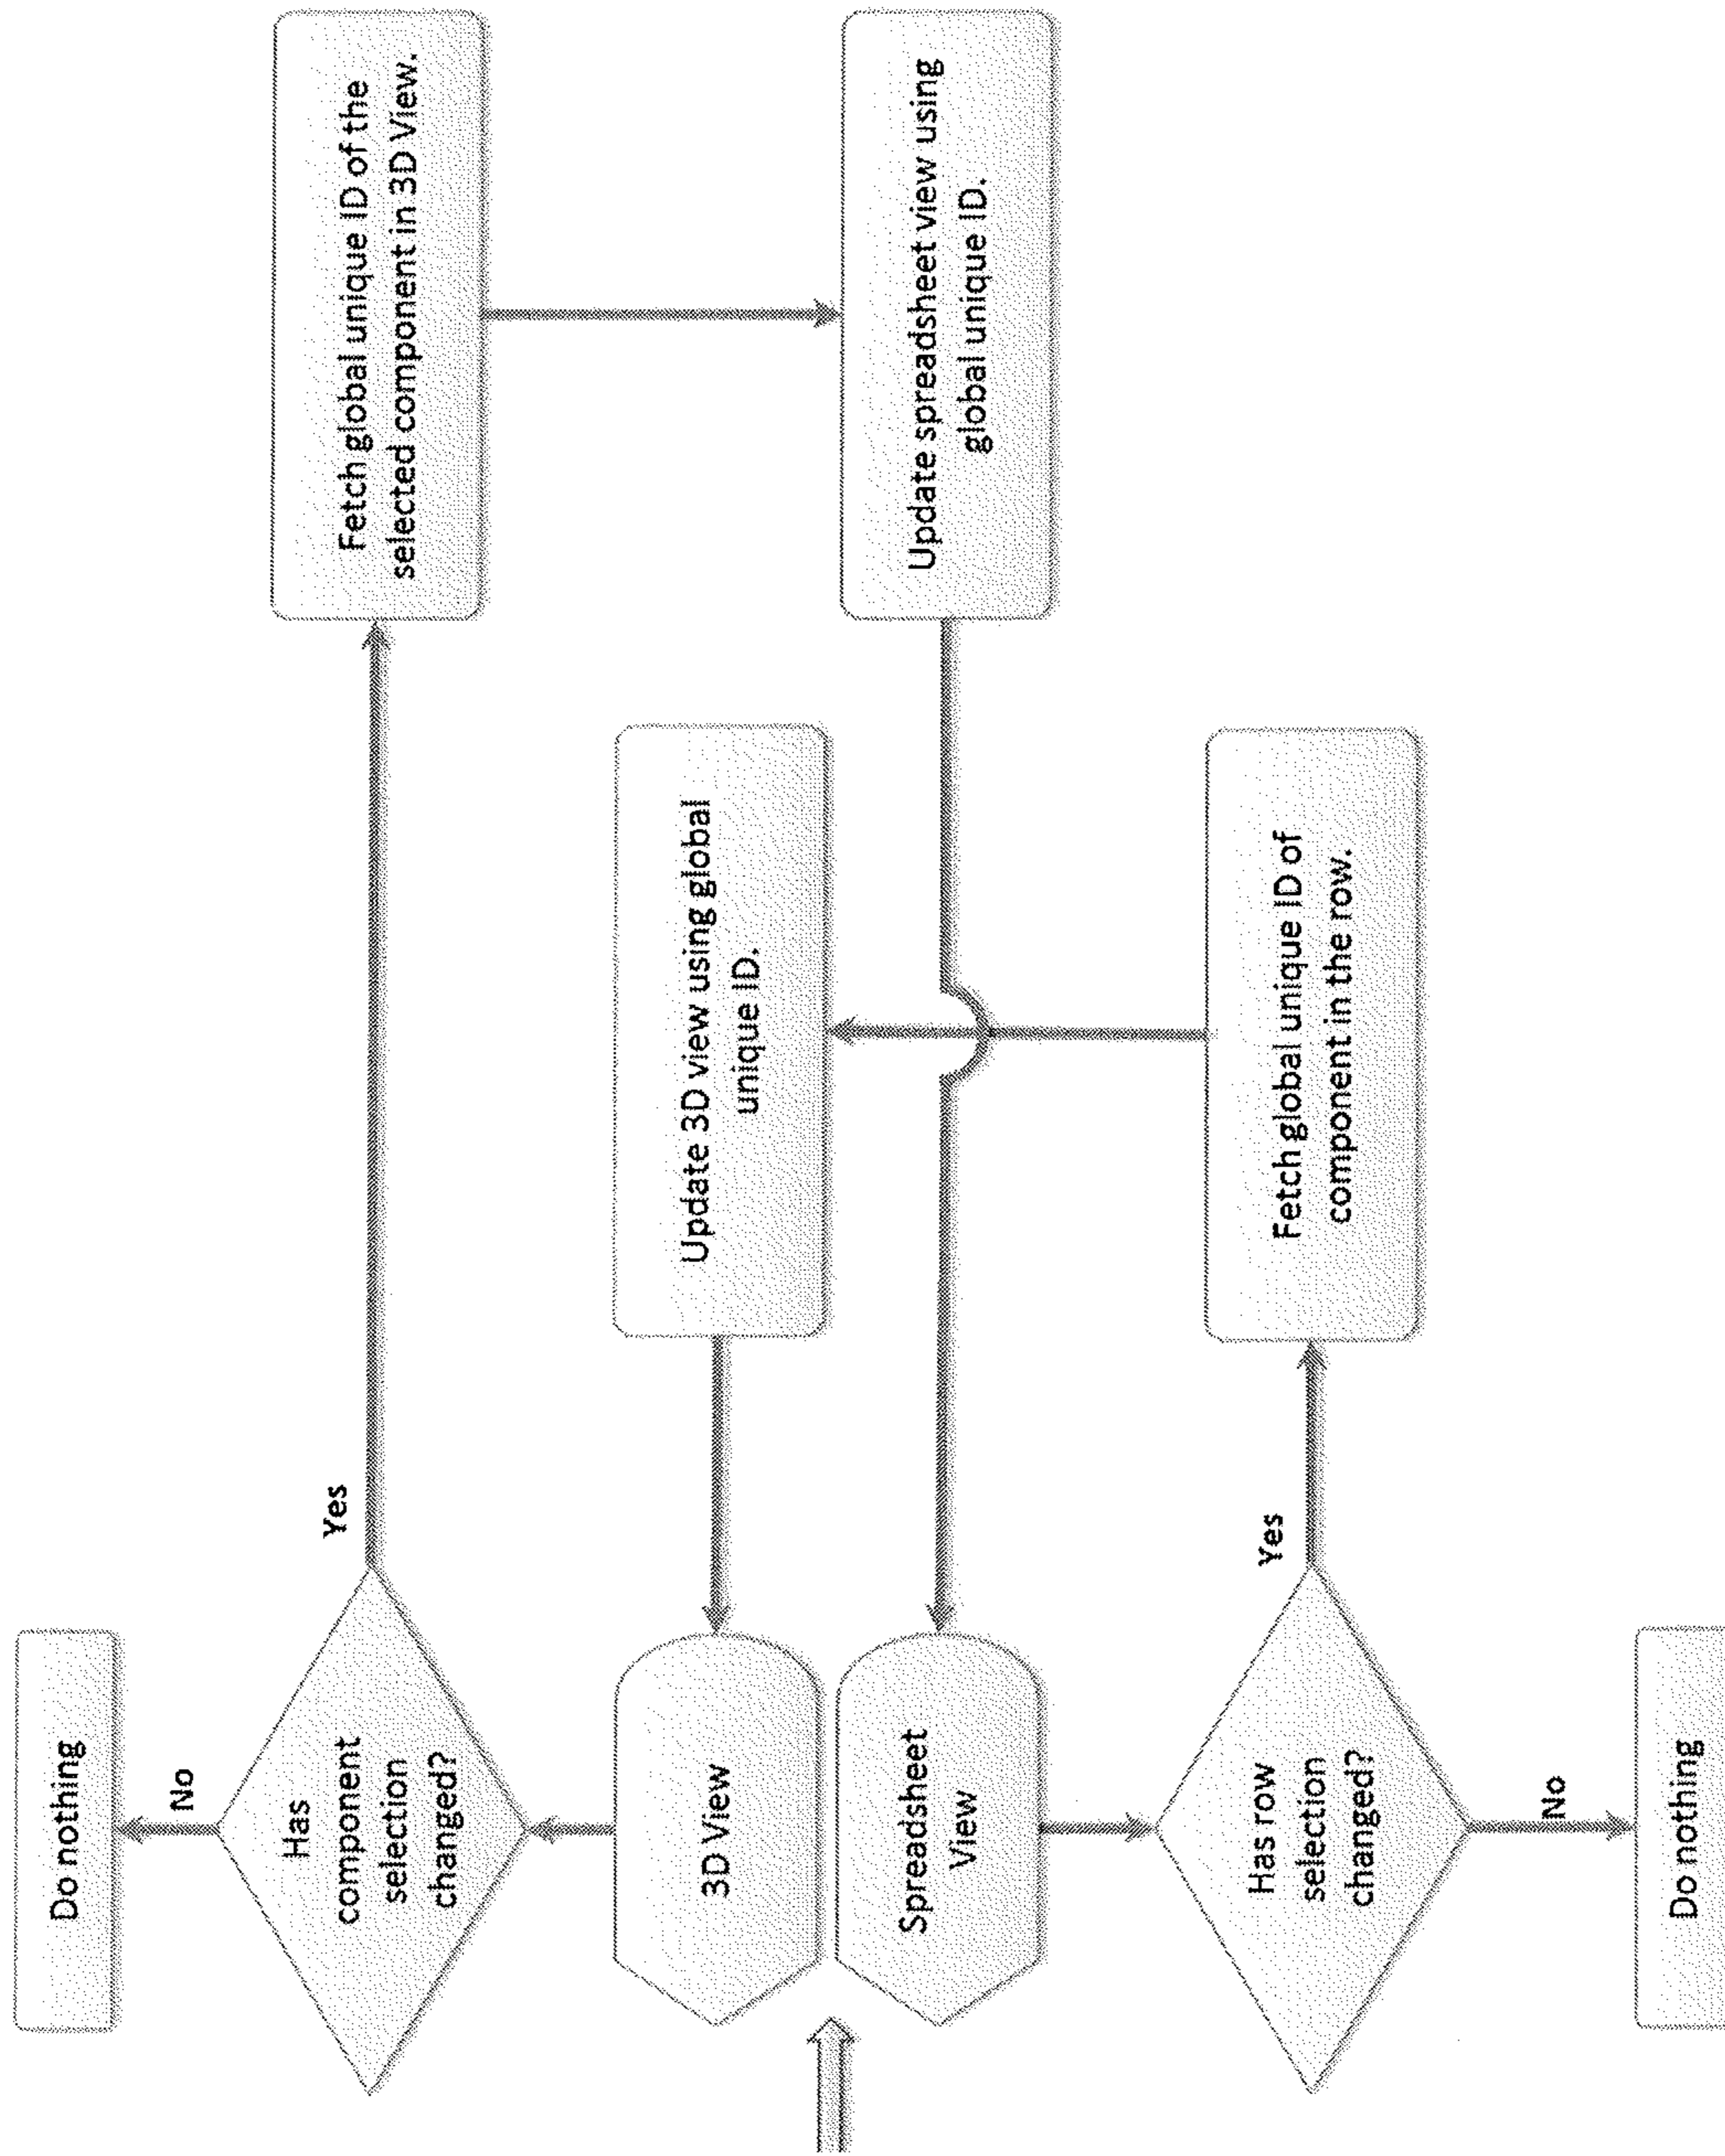 Do nothing
No
Has
component
selection
changed?
Yes
Fetch global unique ID of the
selected component in 3D View.
3D View
Update 3D view using global
unique ID.
Spreadsheet
View
Update spreadsheet view using
global unique ID.
Has row
selection
changed?
Yes
Fetch global unique ID of
component in the row.
No
Do nothing